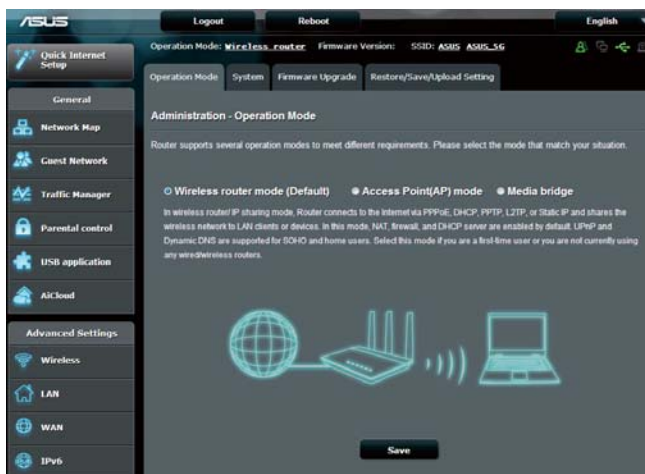 ASUS
Logout
Reboot
English
Quick Internet Setup
Operation Mode: Wireless router Firmware Version: SSID: ASUS ASUS_5G
Operation Mode
System
Firmware Upgrade
Restore/Save/Upload Setting
General
Network Map
Guest Network
Traffic Manager
Parental control
USB application
AiCloud
Advanced Settings
Wireless
LAN
WAN
IPv6
Administration - Operation Mode
Router supports several operation modes to meet different requirements. Please select the mode that match your situation.
Wireless router mode (Default)
Access Point(AP) mode
Media bridge
In wireless router/ IP sharing mode, Router connects to the Internet via PPPoE, DHCP, PPTP, L2TP, or Static IP and shares the
wireless network to LAN clients or devices. In this mode, NAT, firewall, and DHCP server are enabled by default. UPnP and
Dynamic DNS are supported for SOHO and home users. Select this mode if you are a first-time user or you are not currently using
any wired/wireless routers.
Save